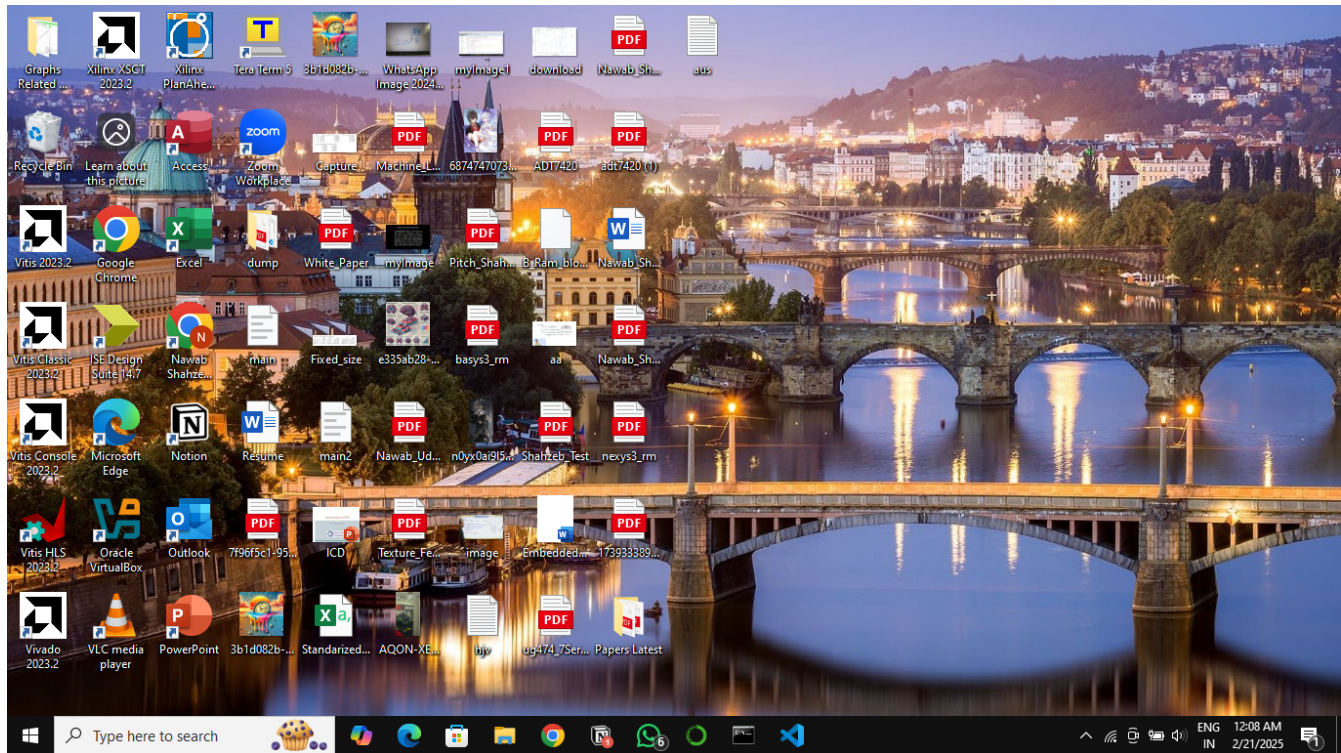 Graphs
Related ...
Xilinx XSCT
2023.2
Xilinx
PlanAhe...
Tera Term 5
3b1d082b-...
WhatsApp
Image 2024...
myImage1
download
PDF
Nawab_Sh...
aus
Recycle Bin
Learn about
this picture
Access
zoom
Zoom
Workplace
Capture
PDF
Machine_L...
6874747073...
PDF
ADT7420
PDF
adt7420 (1)
Vitis 2023.2
Google
Chrome
Excel
dump
PDF
White_Paper
myImage
PDF
Pitch_Shah...
B_Ram_blo...
Nawab_Sh...
Vitis Classic
2023.2
ISE Design
Suite 14.7
N
Nawab
Shahze...
main
Fixed_size
e335ab28-...
PDF
basys3_rm
aa
PDF
Nawab_Sh...
Vitis Console
2023.2
Microsoft
Edge
Notion
Resume
main2
PDF
Nawab_Ud...
n0yx0ai9l5...
PDF
Shahzeb_Test
PDF
nexys3_rm
Vitis HLS
2023.2
Oracle
VirtualBox
Outlook
PDF
7f96f5c1-95...
ICD
PDF
Texture_Fe...
image
Embedded...
PDF
173933389...
Vivado
2023.2
VLC media
player
PowerPoint
3b1d082b-...
Standarized...
AQON-XE...
hjv
PDF
ug474_7Ser...
Papers Latest
Type here to search
6
ENG
IN
12:08 AM
2/21/2025
1